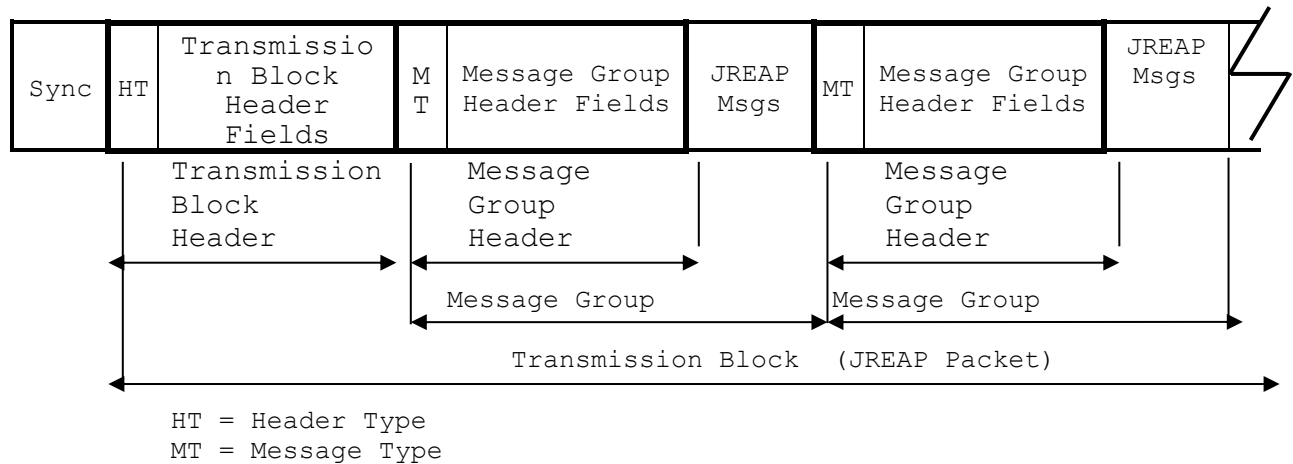 Sync
HT
Transmissio
n Block
Header
Fields
M
T
Message Group
Header Fields
JREAP
Msgs
MT
Message Group
Header Fields
JREAP
Msgs
Transmission
Block
Header
Message
Group
Header
Message
Group
Header
Message Group
Message Group
Transmission Block (JREAP Packet)
HT = Header Type
MT = Message Type